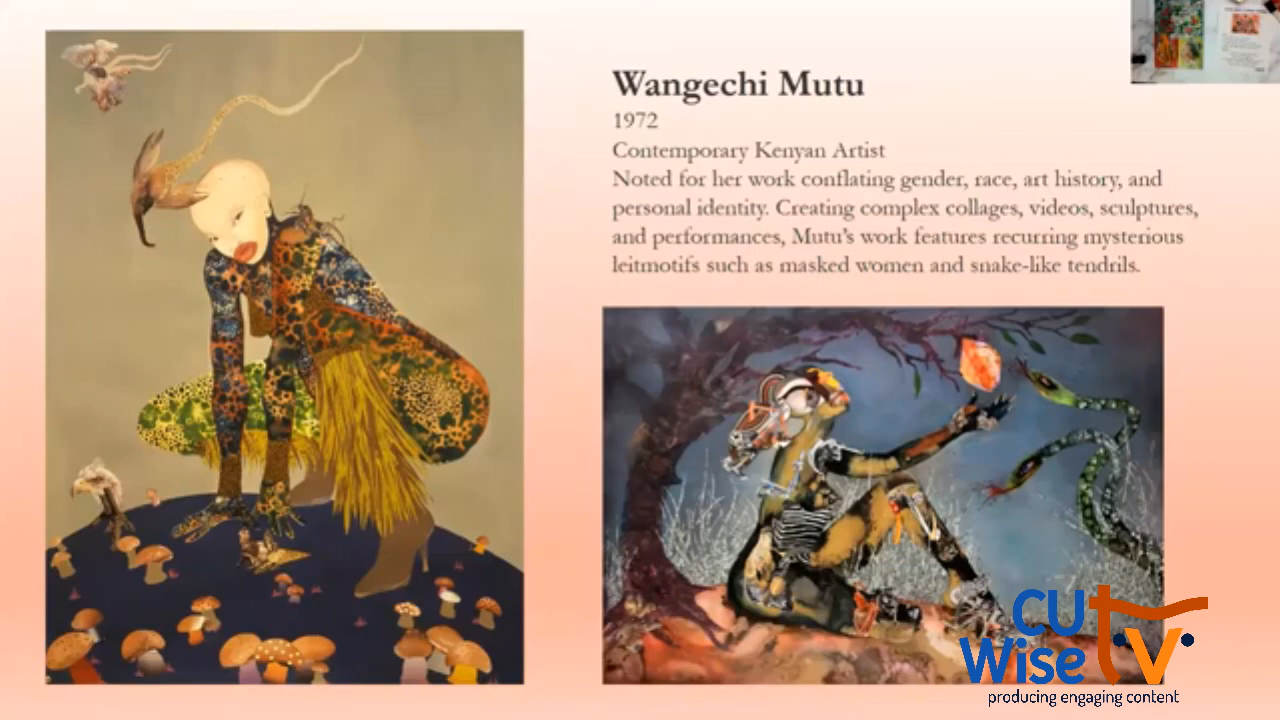 Wangechi Mutu
1972
Contemporary Kenyan Artist
Noted for her work conflating gender, race, art history, and
personal identity. Creating complex collages, videos, sculptures,
and performances, Mutu's work features recurring mysterious
leitmotifs such as masked women and snake-like tendrils.
CU
Wise tv
producing engaging content